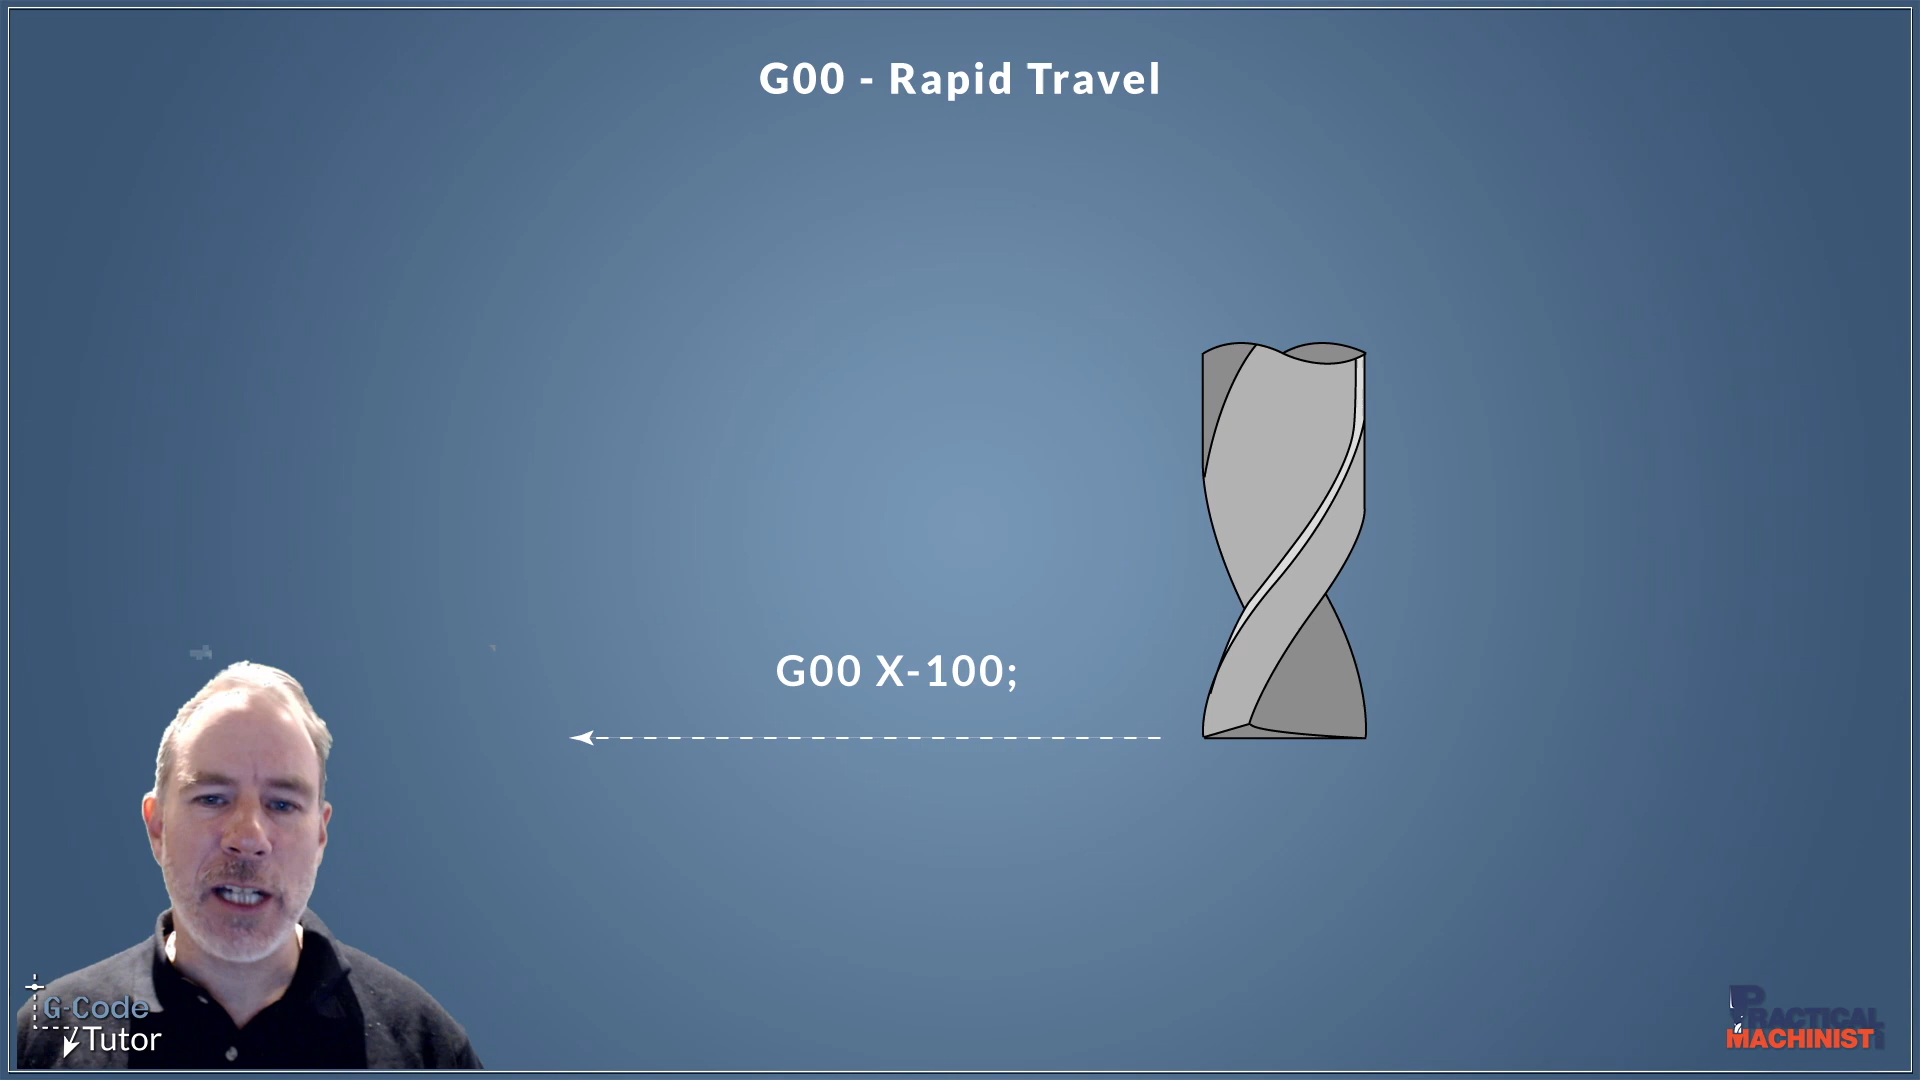 G00 - Rapid Travel
G00 X-100;
G-Code
Tutor
PRACTICAL
MACHINIST